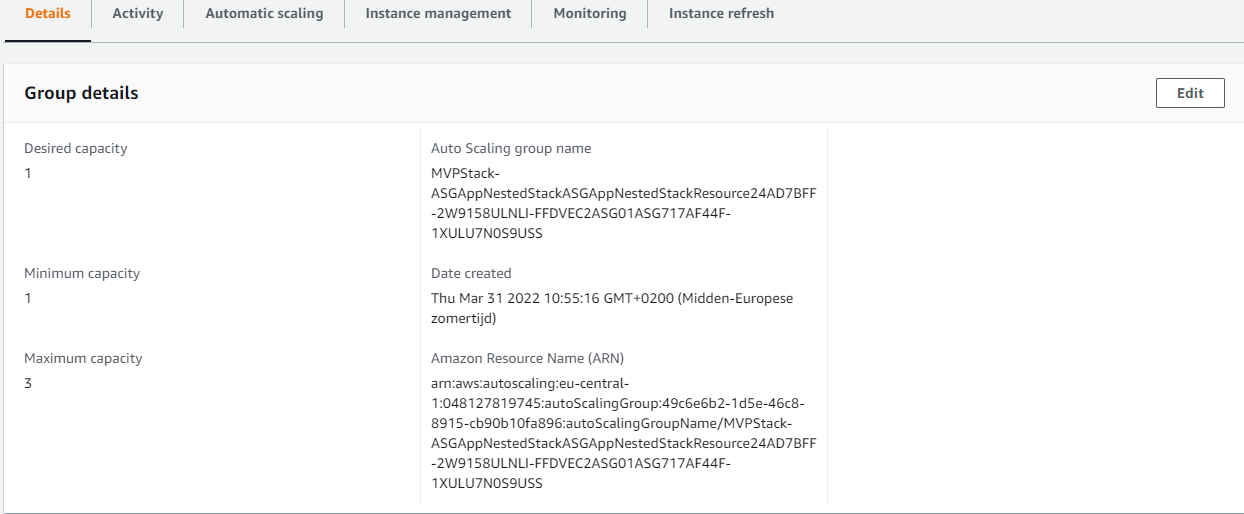 Details
Activity
Automatic scaling
Instance management
Monitoring
Instance refresh
Group details
Edit
Desired capacity
1
Minimum capacity
1
Maximum capacity
3
Auto Scaling group name
MVPStack-
ASGAppNestedStackASGAppNestedStackResource24AD7BFF
-2W9158ULNLI-FFDVEC2ASG01ASG717AF44F-
1XULU7N0S9USS
Date created
Thu Mar 31 2022 10:55:16 GMT+0200 (Midden-Europese
zomertijd)
Amazon Resource Name (ARN)
arn:aws:autoscaling:eu-central-
1:048127819745:autoScalingGroup:49c6e6b2-1d5e-46c8-
8915-cb90b10fa896:autoScalingGroupName/MVPStack-
ASGAppNestedStackASGAppNestedStackResource24AD7BFF
-2W9158ULNLI-FFDVEC2ASG01ASG717AF44F-
1XULU7N0S9USS